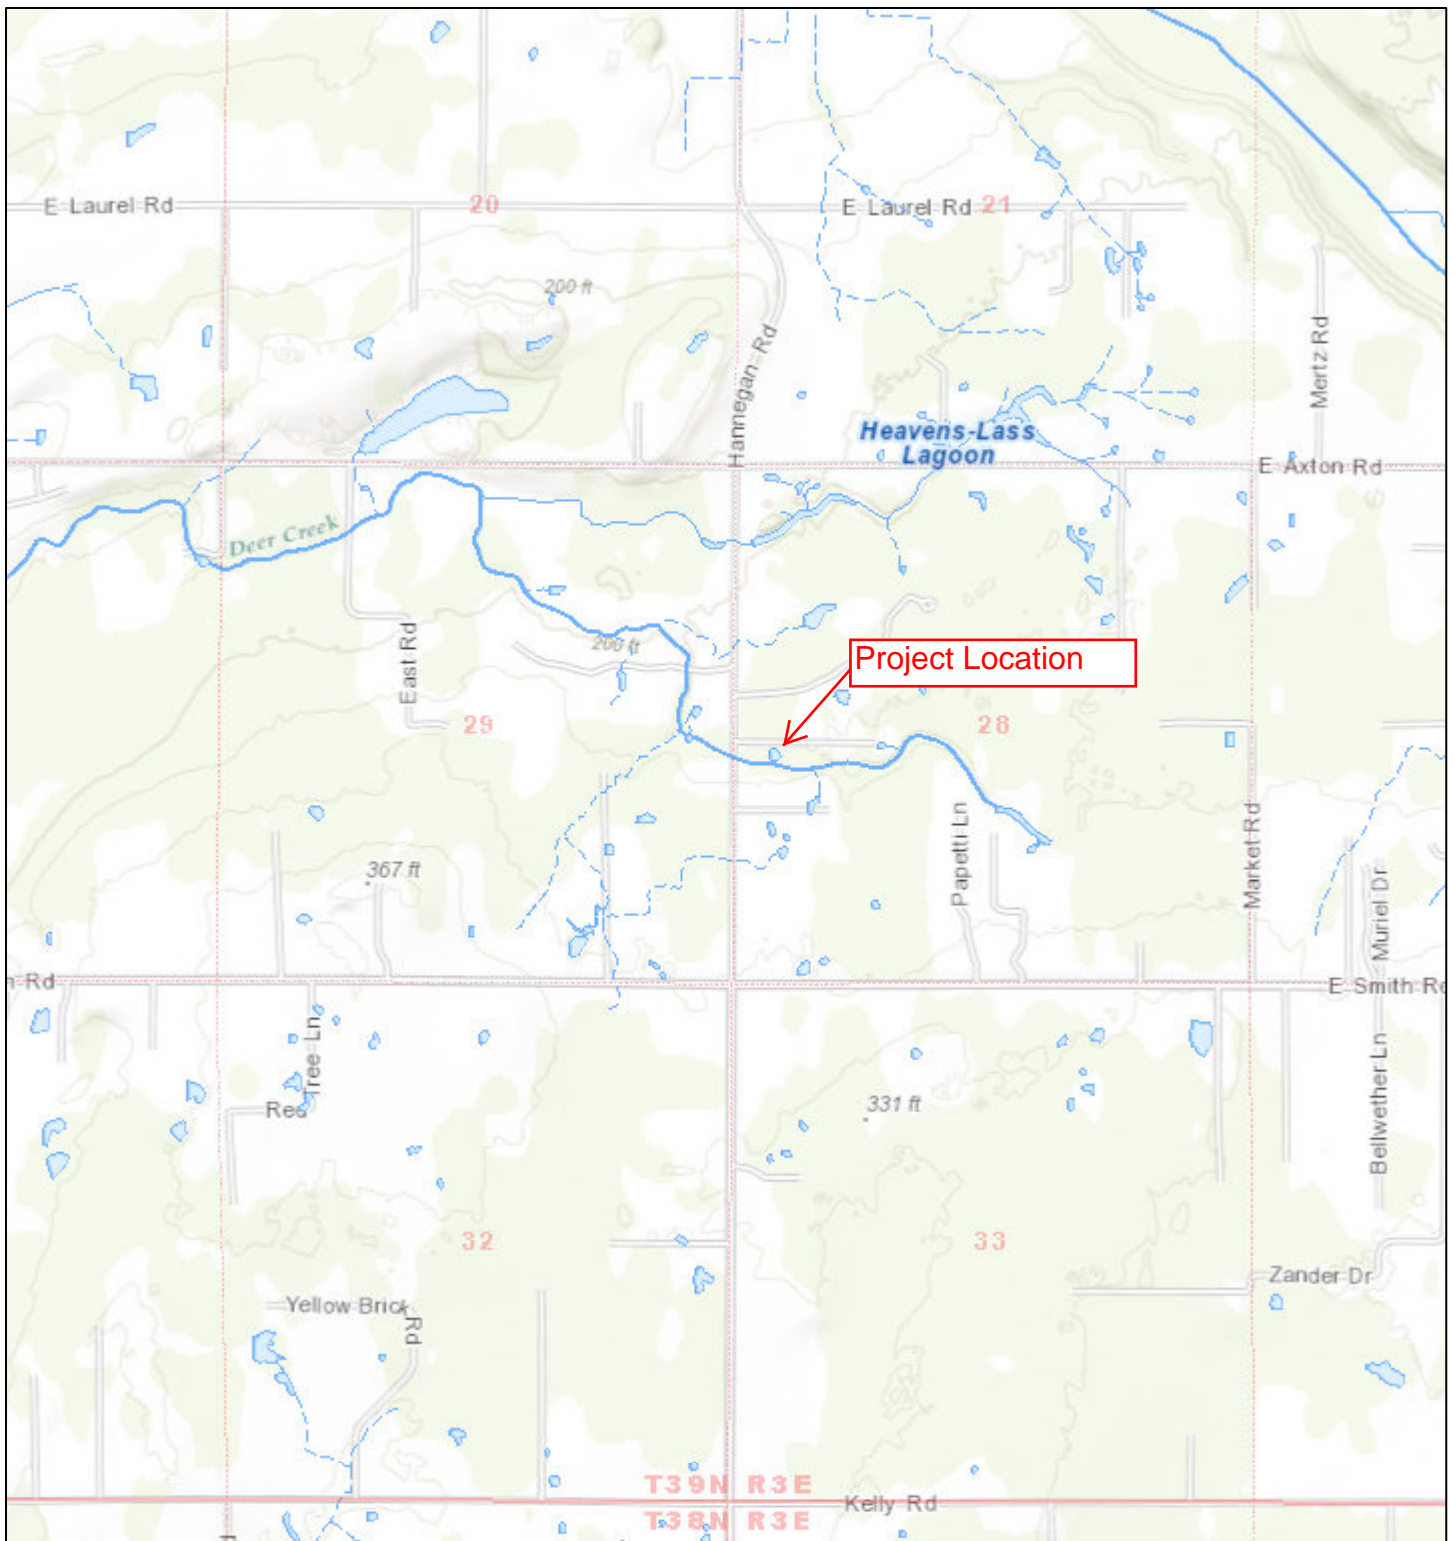 E Laurel Rd
20
E Laurel Rd
21
200 ft
Hannegan Rd
Mertz Rd
Heavens-Lass
Lagoon
E Axton Rd
Deer Creek
East Rd
200 ft
Project Location
29
28
Papetti Ln
Market Rd
367 ft
Muriel Dr
Rd
E Smith Rd
Tree Ln
Red
331 ft
Bellwether Ln
32
33
Zander Dr
Yellow Brick
Rd
T39N R3E
Kelly Rd
T38N R3E